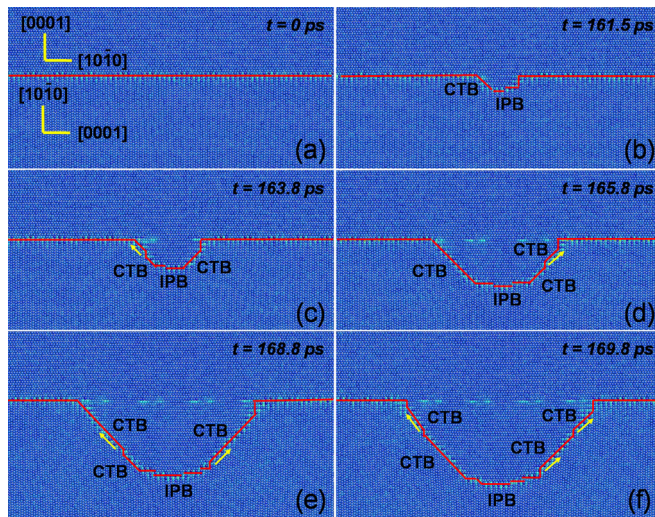 [0001]
[101̄0]
[101̄0]
[0001]
t = 0 ps
(a)
t = 161.5 ps
CTB
IPB
(b)
t = 163.8 ps
CTB
IPB
CTB
(c)
t = 165.8 ps
CTB
CTB
IPB
(d)
t = 168.8 ps
CTB
CTB
CTB
IPB
(e)
t = 169.8 ps
CTB
CTB
CTB
CTB
IPB
(f)